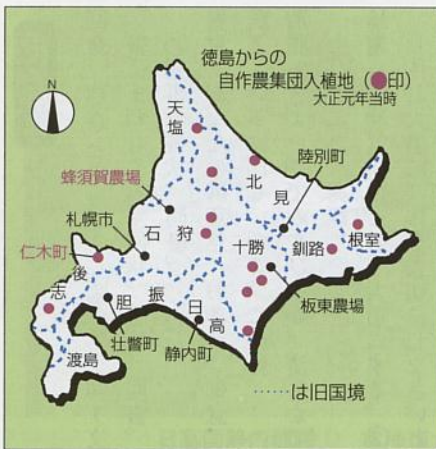 徳島からの
自作農集団入植地（●印）
大正元年当時
N
天塩
北見
陸別町
蜂須賀農場
札幌市
石狩
仁木町
後志
十勝
釧路
根室
胆振
日高
板東農場
壮瞥町
静内町
渡島
……は旧国境